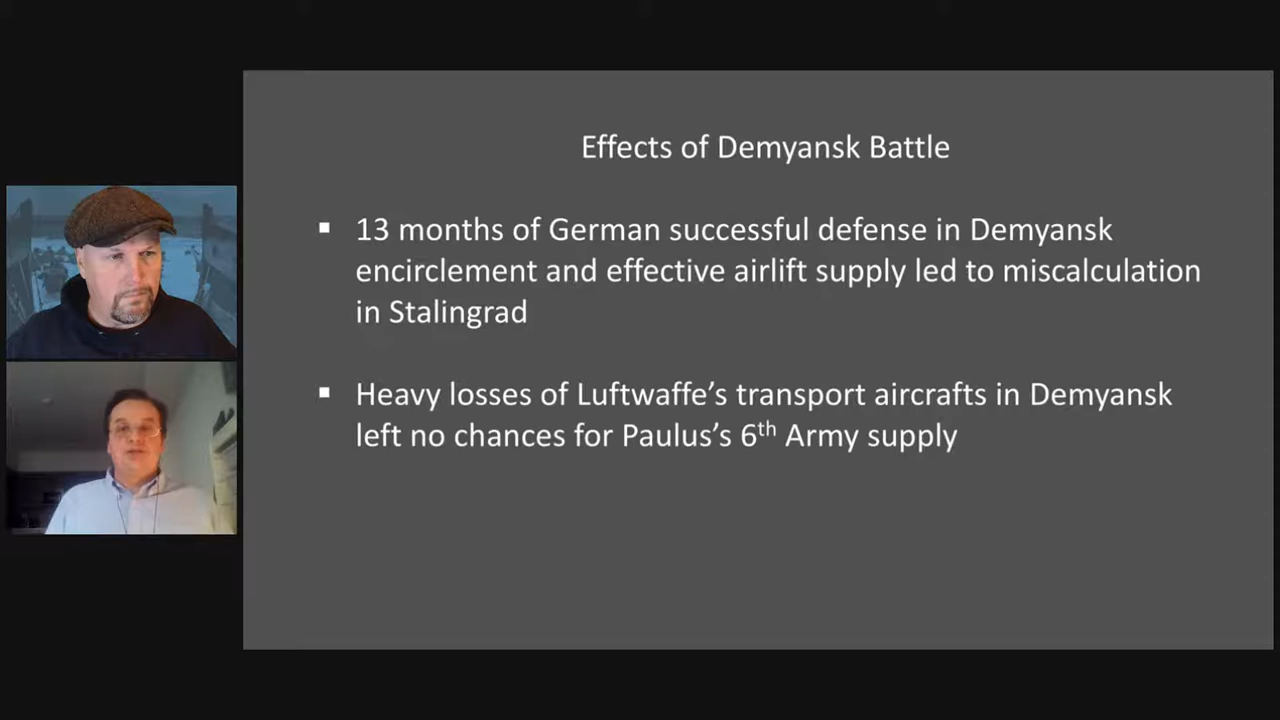 Effects of Demyansk Battle
▪ 13 months of German successful defense in Demyansk
encirclement and effective airlift supply led to miscalculation
in Stalingrad
▪ Heavy losses of Luftwaffe’s transport aircrafts in Demyansk
left no chances for Paulus’s 6th Army supply